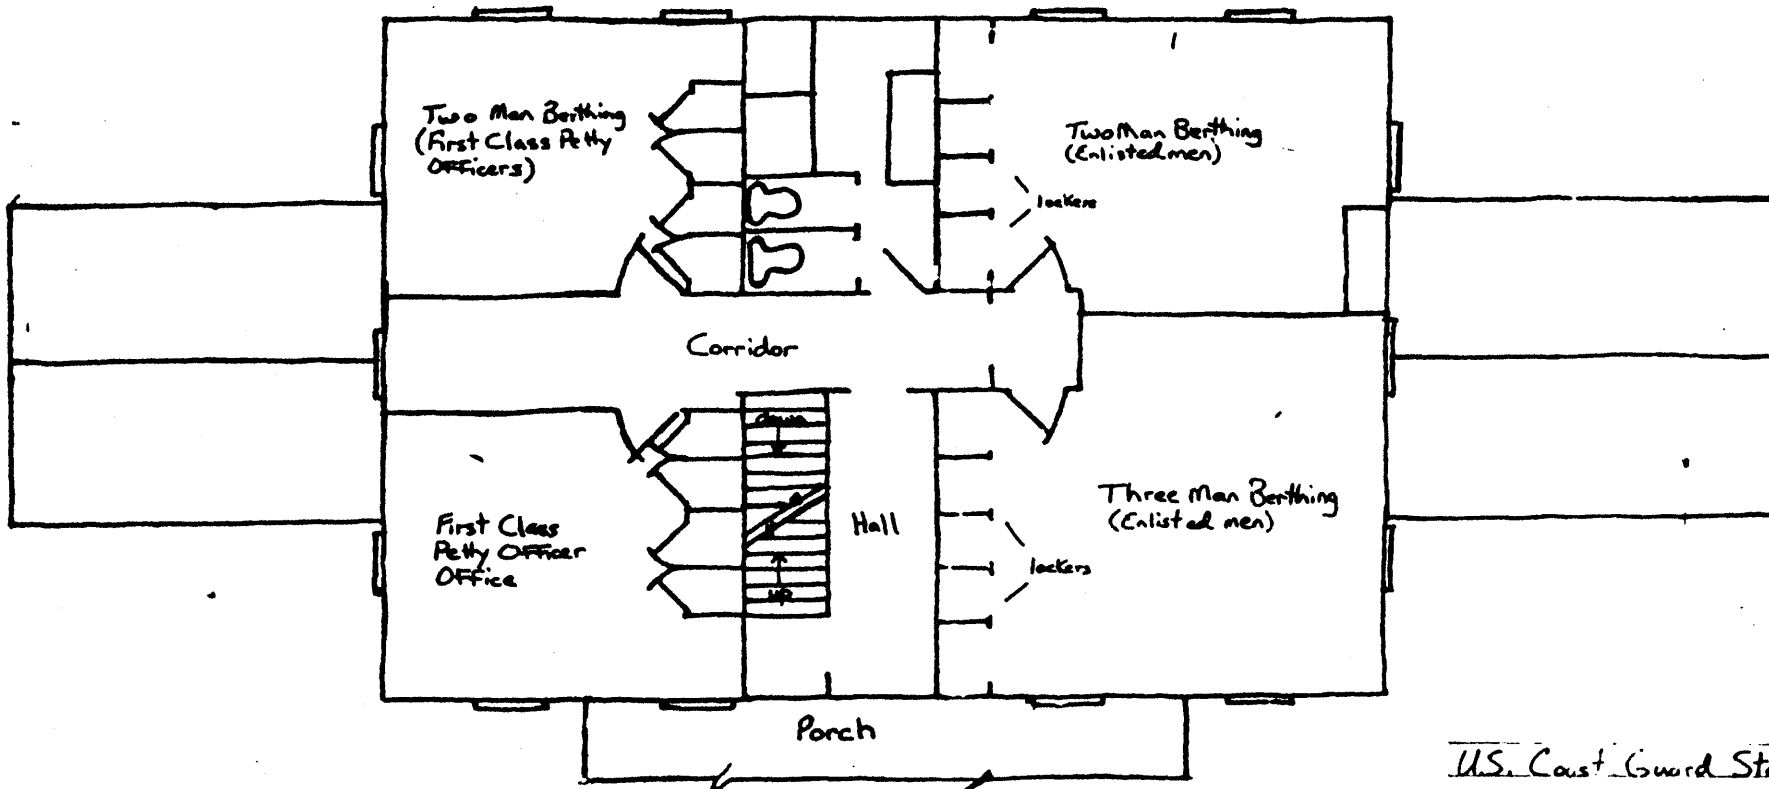 Two Man Berthing
(First Class Petty
Officers)
Two Man Berthing
(Enlisted men)
lockers
Corridor
down
First Class
Petty Officer
Office
Hall
up
Three Man Berthing
(Enlisted men)
lockers
Porch
U.S. Coast Guard Sta